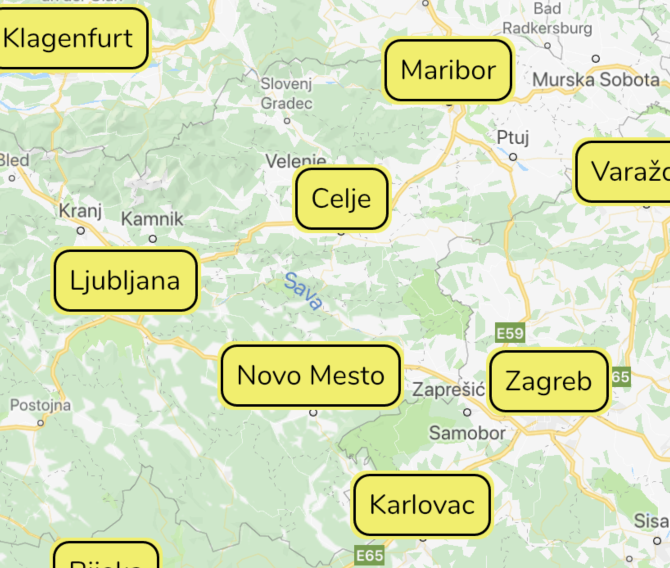 Bad
Radkersburg
Klagenfurt
Maribor
Murska Sobota
Slovenj
Gradec
Ptuj
Bled
Velenje
Varažd
Celje
Kranj
Kamnik
Ljubljana
Sava
E59
Novo Mesto
Zaprešić
Zagreb
65
Postojna
Samobor
Karlovac
Sisa
E65